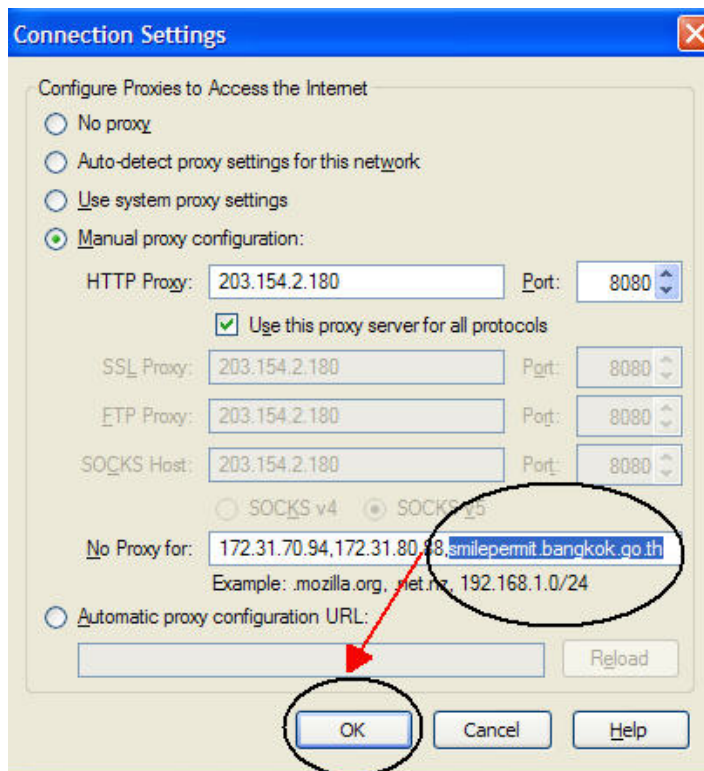 Connection Settings
Configure Proxies to Access the Internet
No proxy
Auto-detect proxy settings for this network
Use system proxy settings
Manual proxy configuration:
HTTP Proxy: 203.154.2.180 Port: 8080
Use this proxy server for all protocols
SSL Proxy: 203.154.2.180 Port: 8080
FTP Proxy: 203.154.2.180 Port: 8080
SOCKS Host: 203.154.2.180 Port: 8080
SOCKS v4 SOCKS v5
No Proxy for: 172.31.70.94,172.31.80.88,smilepermit.bangkok.go.th
Example: .mozilla.org, .net.nz, 192.168.1.0/24
Automatic proxy configuration URL:
Reload
OK Cancel Help